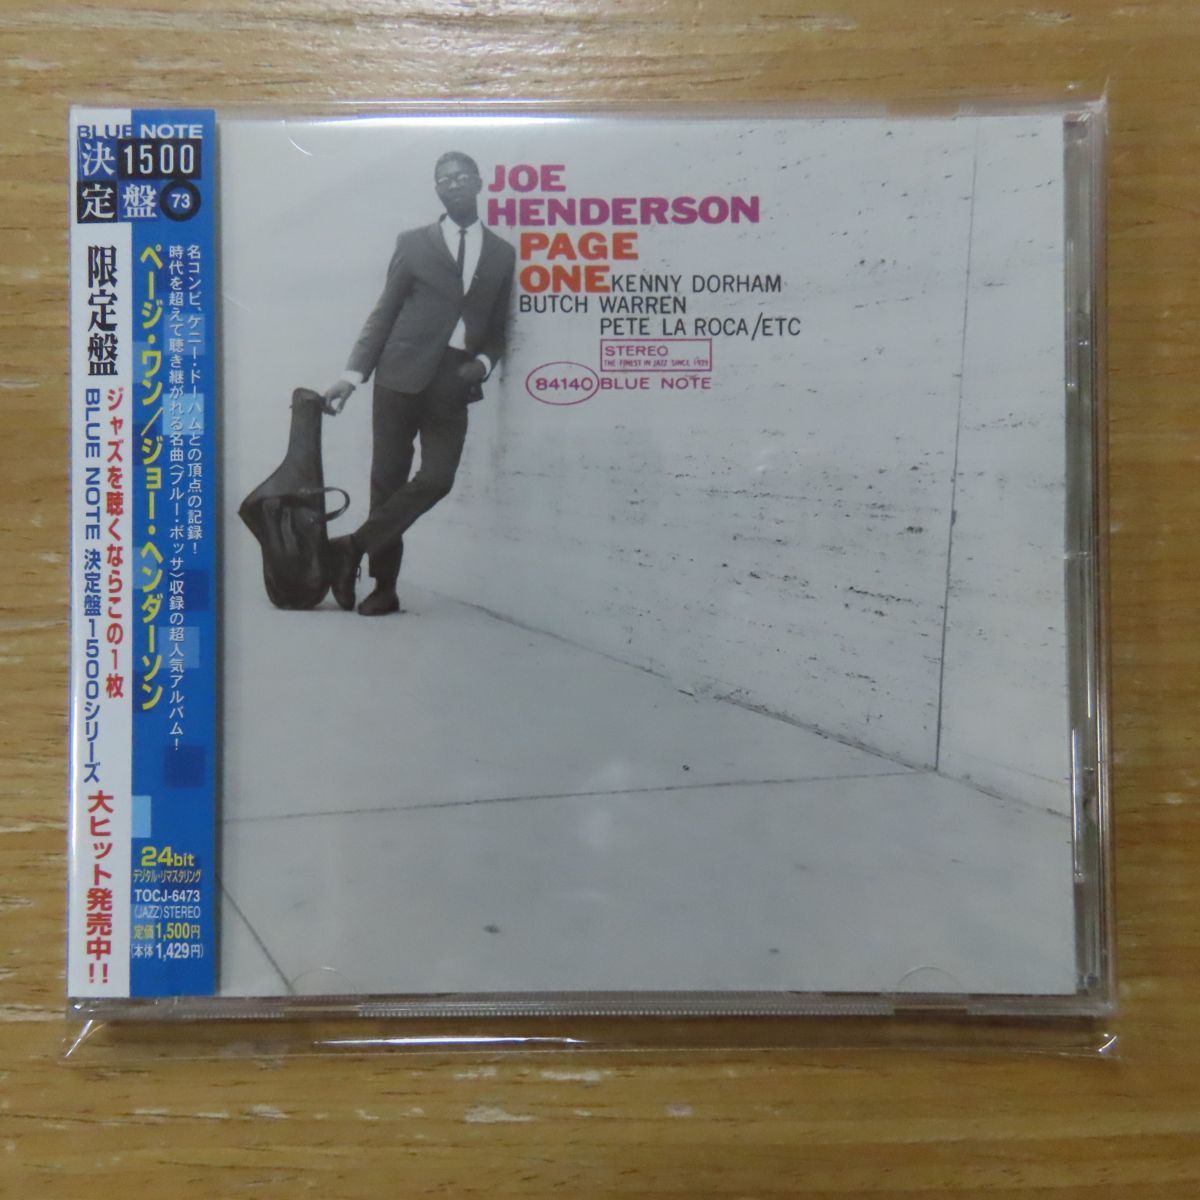 BLUE NOTE
決定盤
1500
73
限定盤
ジャズを聴くならこの1枚
BLUE NOTE 決定盤1500シリーズ
大ヒット発売中!!
名コンビ、ケニー・ドーハムとの頂点の記録!
時代を超えて聴き継がれる名曲〈ブルー・ボッサ〉収録の超人気アルバム!
ページ・ワン/ジョー・ヘンダーソン
24bit
デジタル・リマスタリング
TOCJ-6473
(JAZZ)STEREO
定価1,500円
(本体1,429円)
JOE
HENDERSON
PAGE
ONE KENNY DORHAM
BUTCH WARREN
PETE LA ROCA/ETC
STEREO
THE FINEST IN JAZZ SINCE 1939
84140 BLUE NOTE